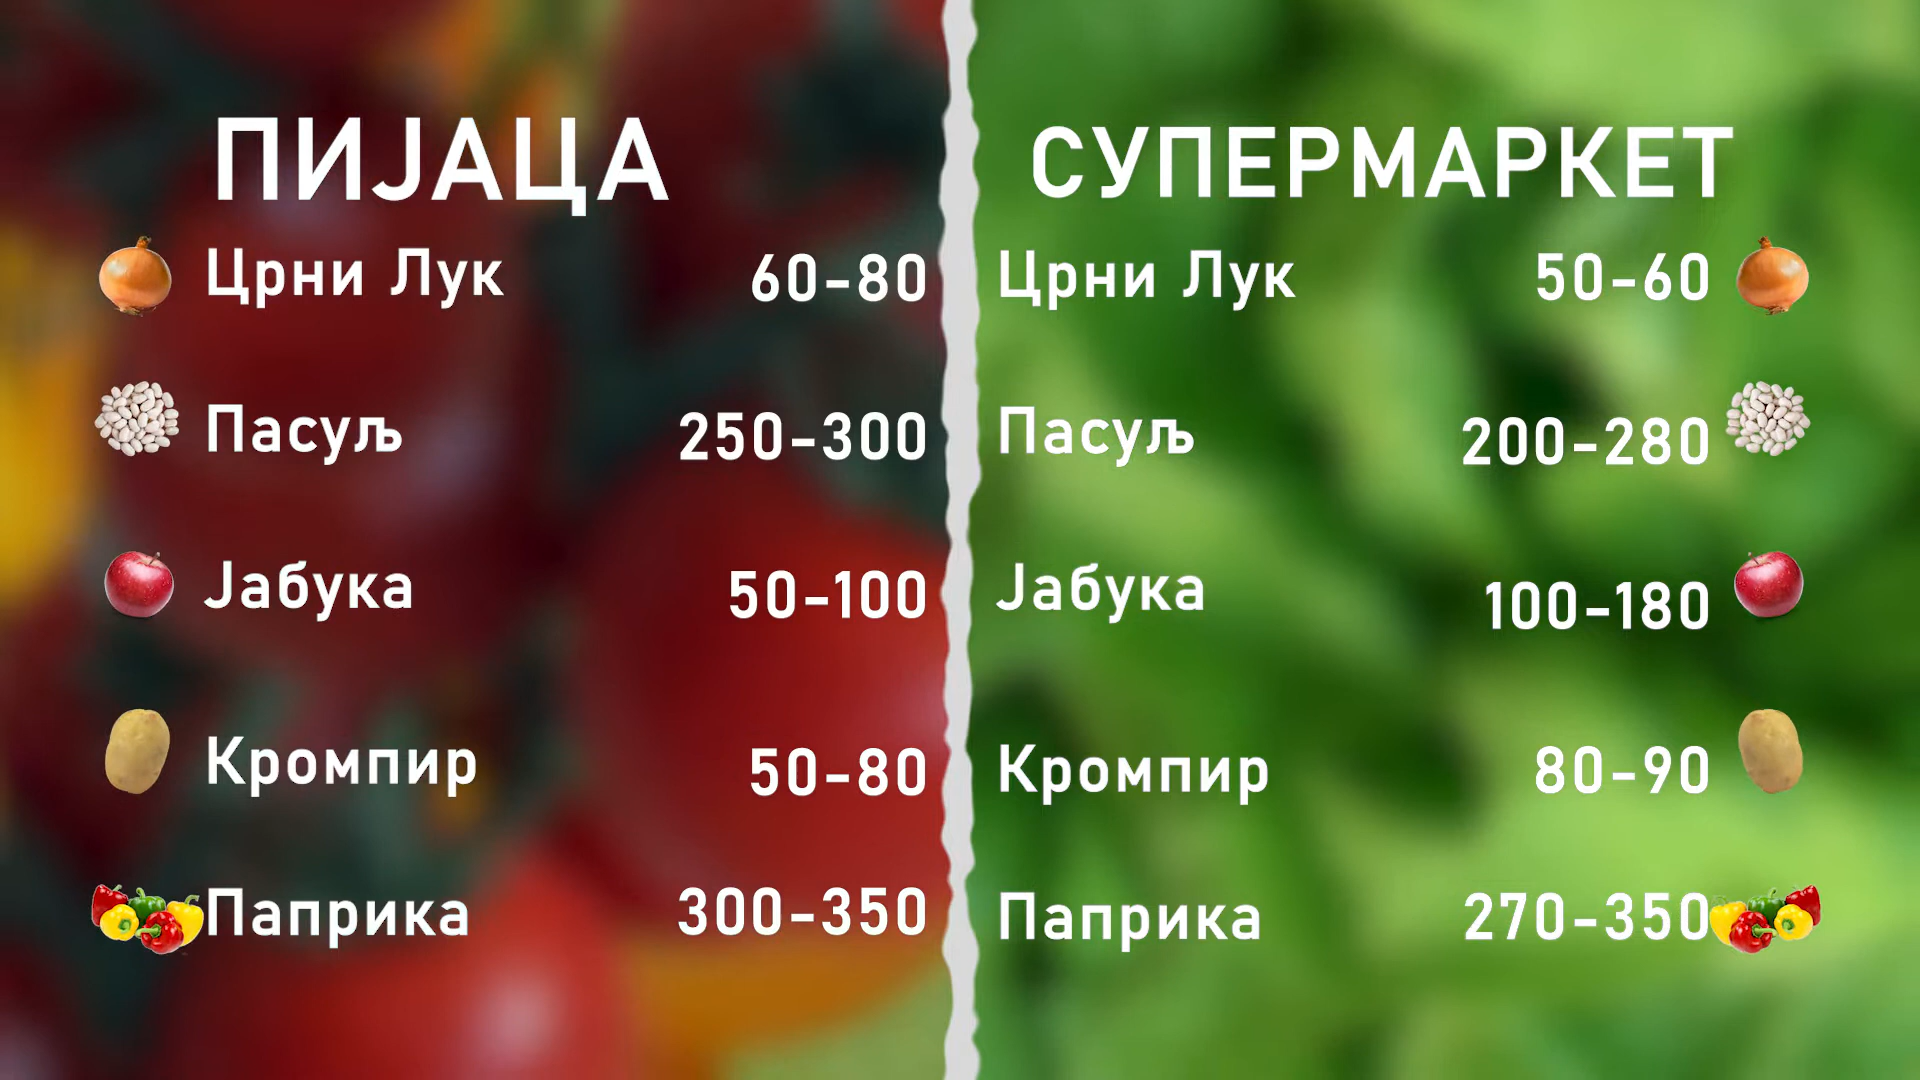 ПИЈАЦА
Црни Лук 60-80
Пасуљ 250-300
Јабука 50-100
Кромпир 50-80
Паприка 300-350
СУПЕРМАРКЕТ
Црни Лук 50-60
Пасуљ 200-280
Јабука 100-180
Кромпир 80-90
Паприка 270-350